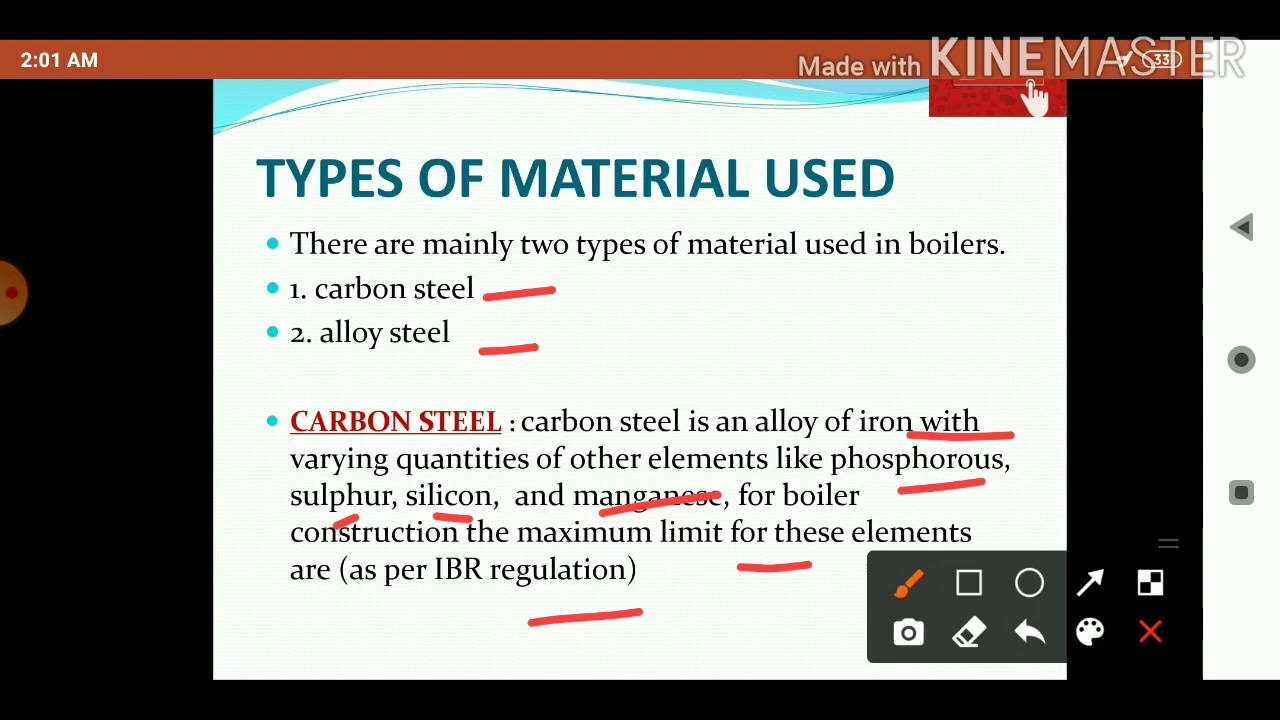 2:01 AM
Made with KINEMASTER
33
TYPES OF MATERIAL USED
There are mainly two types of material used in boilers.
1. carbon steel
2. alloy steel
CARBON STEEL : carbon steel is an alloy of iron with
varying quantities of other elements like phosphorous,
sulphur, silicon, and manganese, for boiler
construction the maximum limit for these elements
are (as per IBR regulation)